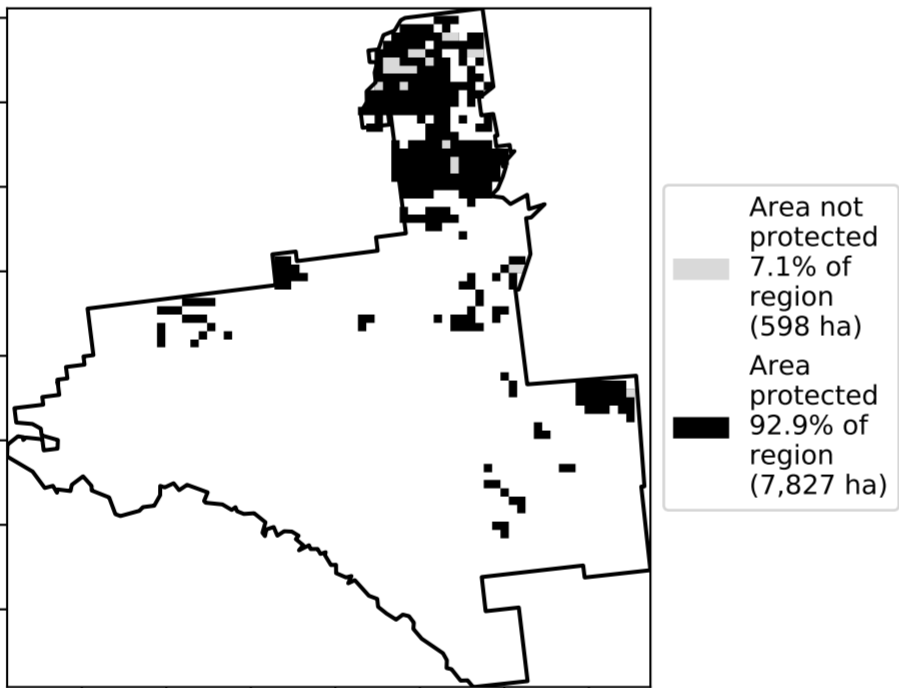 Area not
protected
7.1% of
region
(598 ha)
Area
protected
92.9% of
region
(7,827 ha)